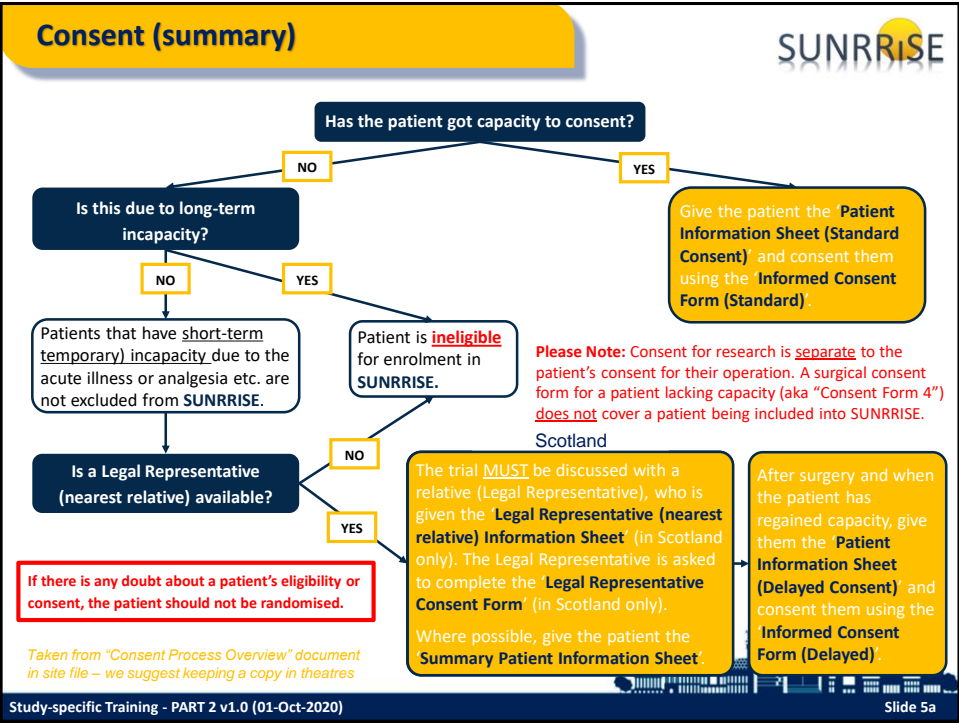 Consent (summary)
SUNRRISE
Has the patient got capacity to consent?
NO
YES
Is this due to long-term
incapacity?
Give the patient the ‘Patient
Information Sheet (Standard
Consent)’ and consent them
using the ‘Informed Consent
Form (Standard)’.
NO
YES
Patients that have short-term
temporary) incapacity due to the
acute illness or analgesia etc. are
not excluded from SUNRRISE.
Patient is ineligible
for enrolment in
SUNRRISE.
Please Note: Consent for research is separate to the
patient’s consent for their operation. A surgical consent
form for a patient lacking capacity (aka “Consent Form 4”)
does not cover a patient being included into SUNRRISE.
Scotland
NO
Is a Legal Representative
(nearest relative) available?
YES
The trial MUST be discussed with a
relative (Legal Representative), who is
given the ‘Legal Representative (nearest
relative) Information Sheet’ (in Scotland
only). The Legal Representative is asked
to complete the ‘Legal Representative
Consent Form’ (in Scotland only).
Where possible, give the patient the
‘Summary Patient Information Sheet’.
After surgery and when
the patient has
regained capacity, give
them the ‘Patient
Information Sheet
(Delayed Consent)’ and
consent them using the
‘Informed Consent
Form (Delayed)’.
If there is any doubt about a patient’s eligibility or
consent, the patient should not be randomised.
Taken from “Consent Process Overview” document
in site file – we suggest keeping a copy in theatres
Study-specific Training - PART 2 v1.0 (01-Oct-2020)
Slide 5a